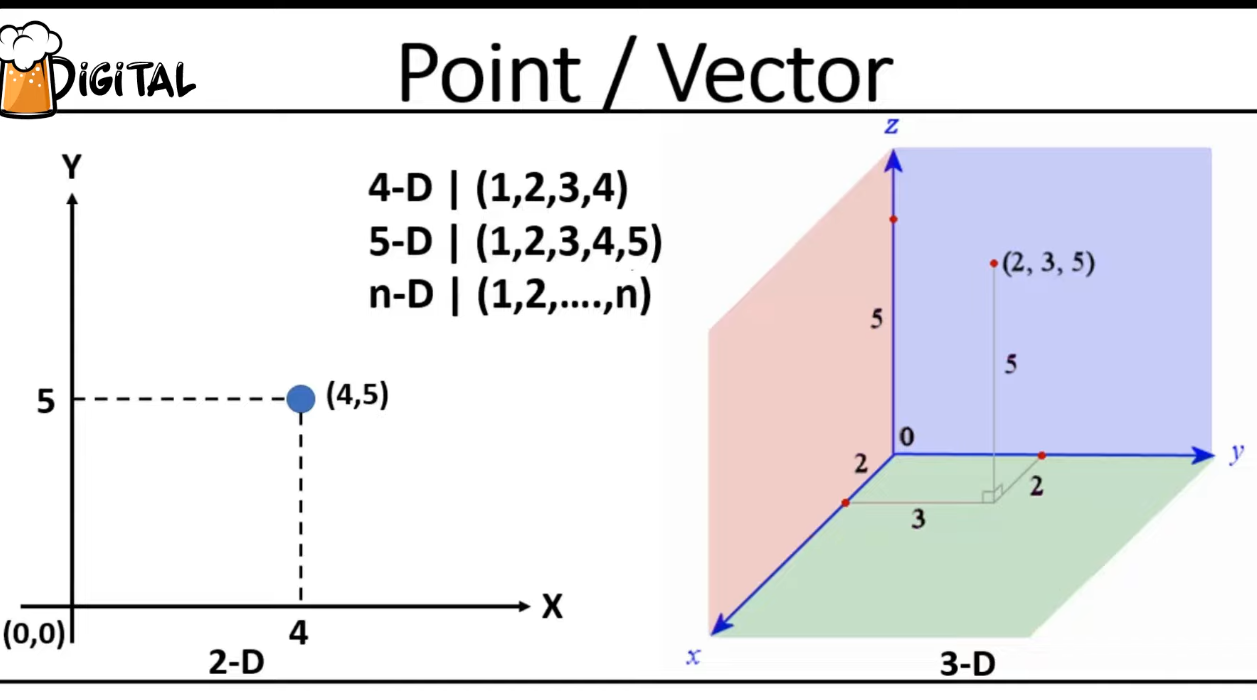 DiGiTAL
Point / Vector
Y
4-D | (1,2,3,4)
5-D | (1,2,3,4,5)
n-D | (1,2,....,n)
5
(4,5)
X
(0,0)
4
2-D
z
(2, 3, 5)
5
5
0
2
y
2
3
x
3-D